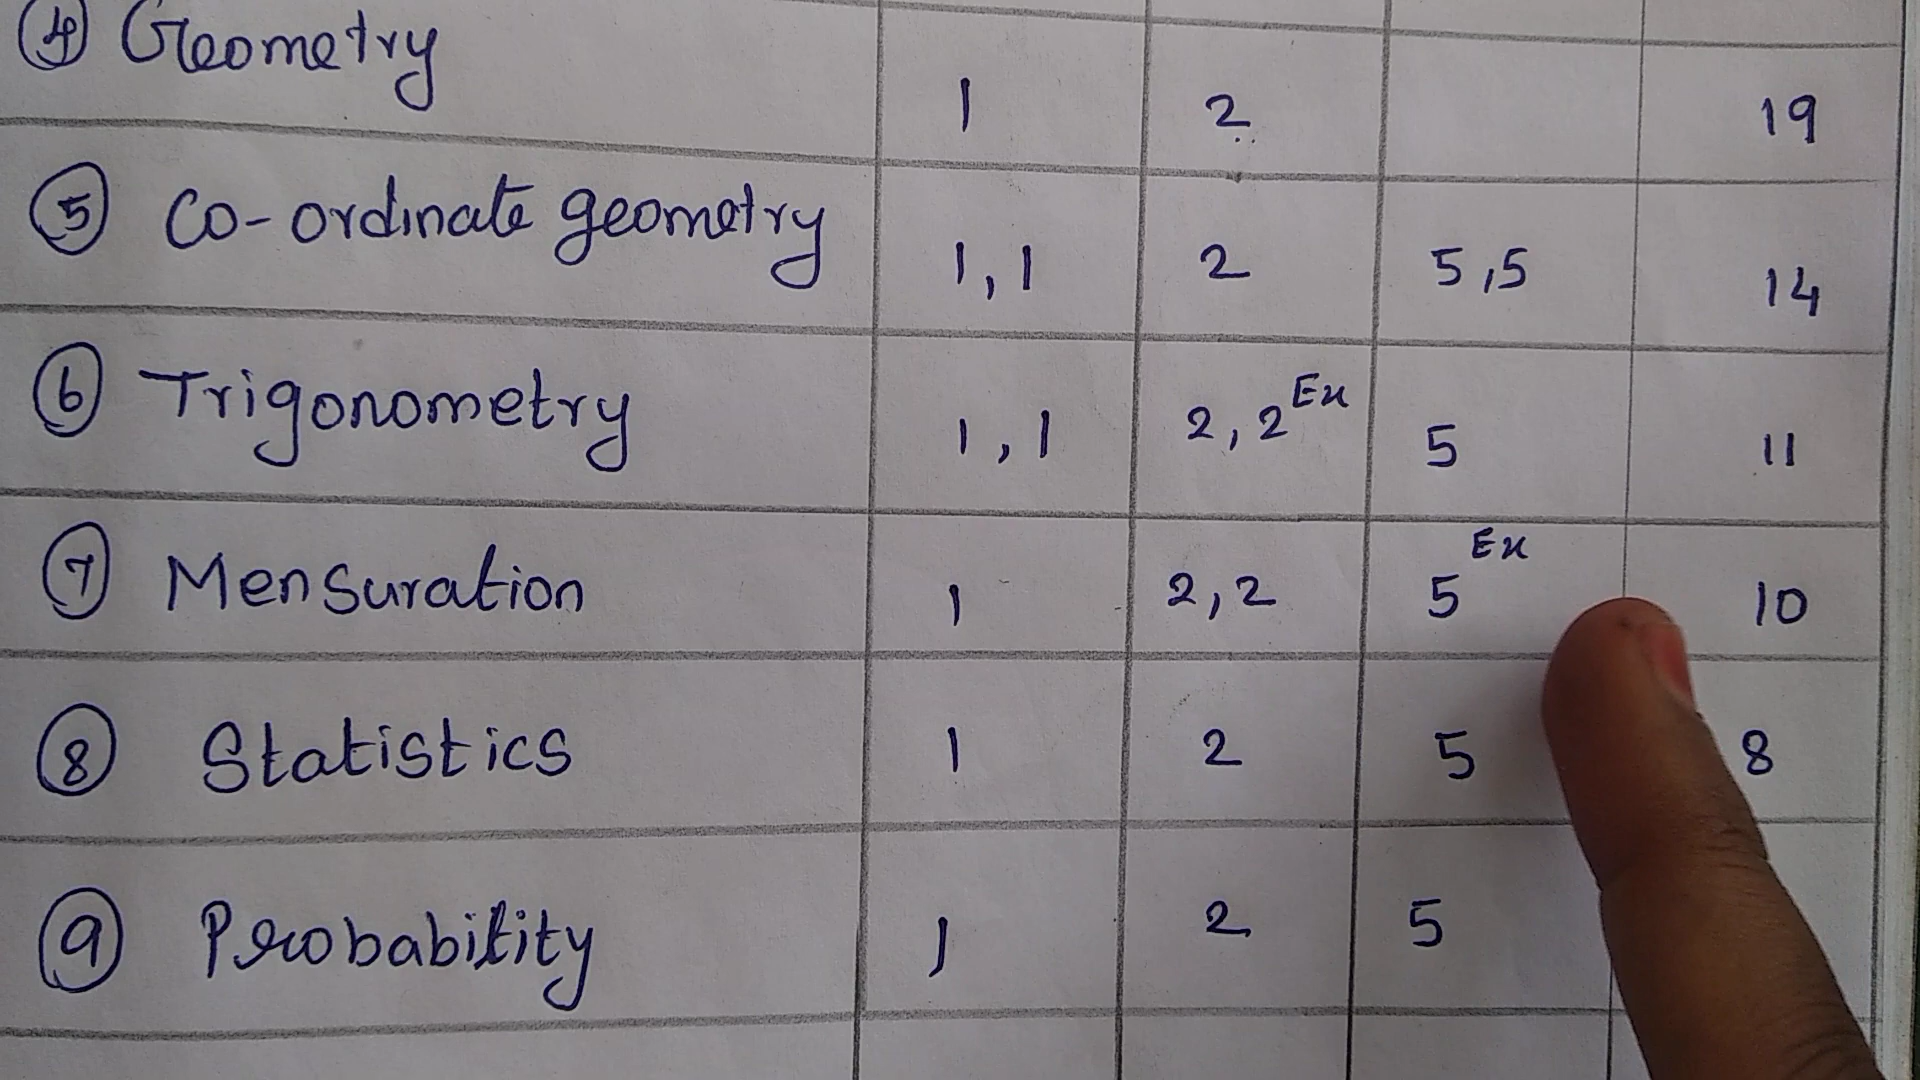 ④ Geometry 1 2 19
⑤ Co-ordinate geometry 1,1 2 5,5 14
⑥ Trigonometry 1,1 2,2 Ex 5 11
⑦ Mensuration 1 2,2 5 Ex 10
⑧ Statistics 1 2 5 8
⑨ Probability 1 2 5